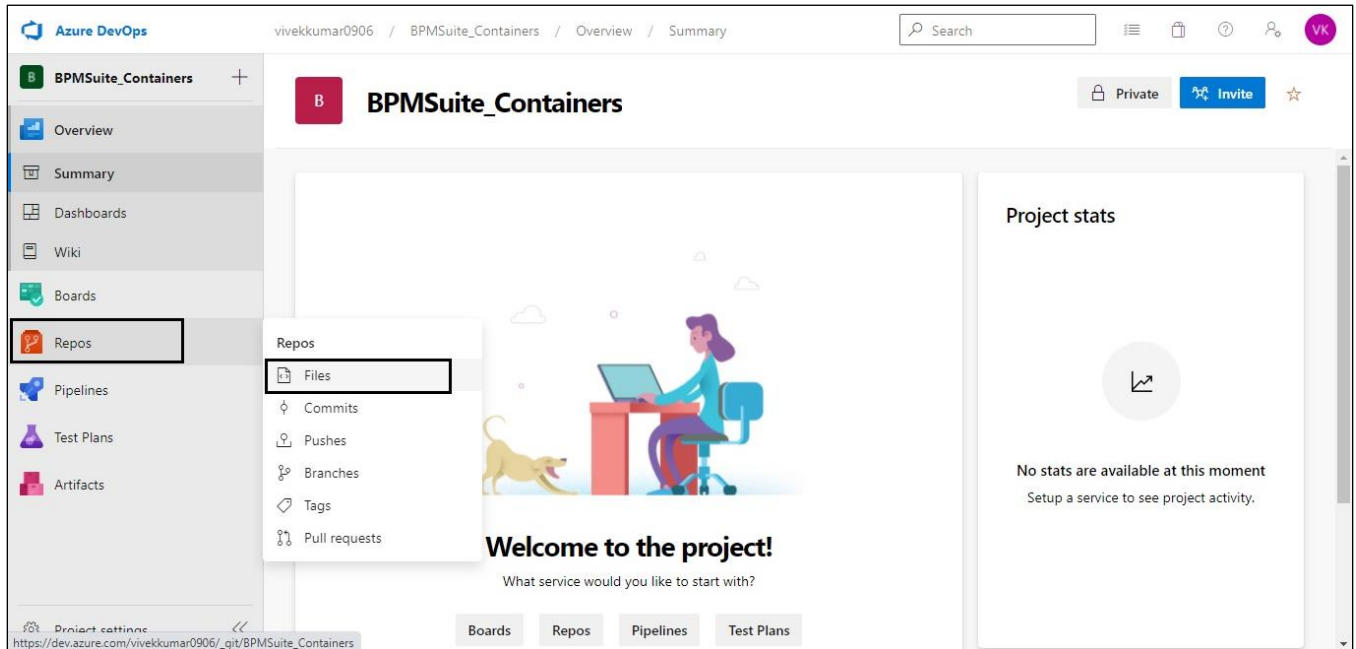 Azure DevOps
vivekkumar0906 / BPMSuite_Containers / Overview / Summary
Search
VK
B BPMSuite_Containers
Overview
Summary
Dashboards
Wiki
Boards
Repos
Pipelines
Test Plans
Artifacts
Project settings
https://dev.azure.com/vivekkumar0906/_git/BPMSuite_Containers
Repos
Files
Commits
Pushes
Branches
Tags
Pull requests
B BPMSuite_Containers
Private
Invite
Welcome to the project!
What service would you like to start with?
Boards Repos Pipelines Test Plans
Project stats
No stats are available at this moment
Setup a service to see project activity.